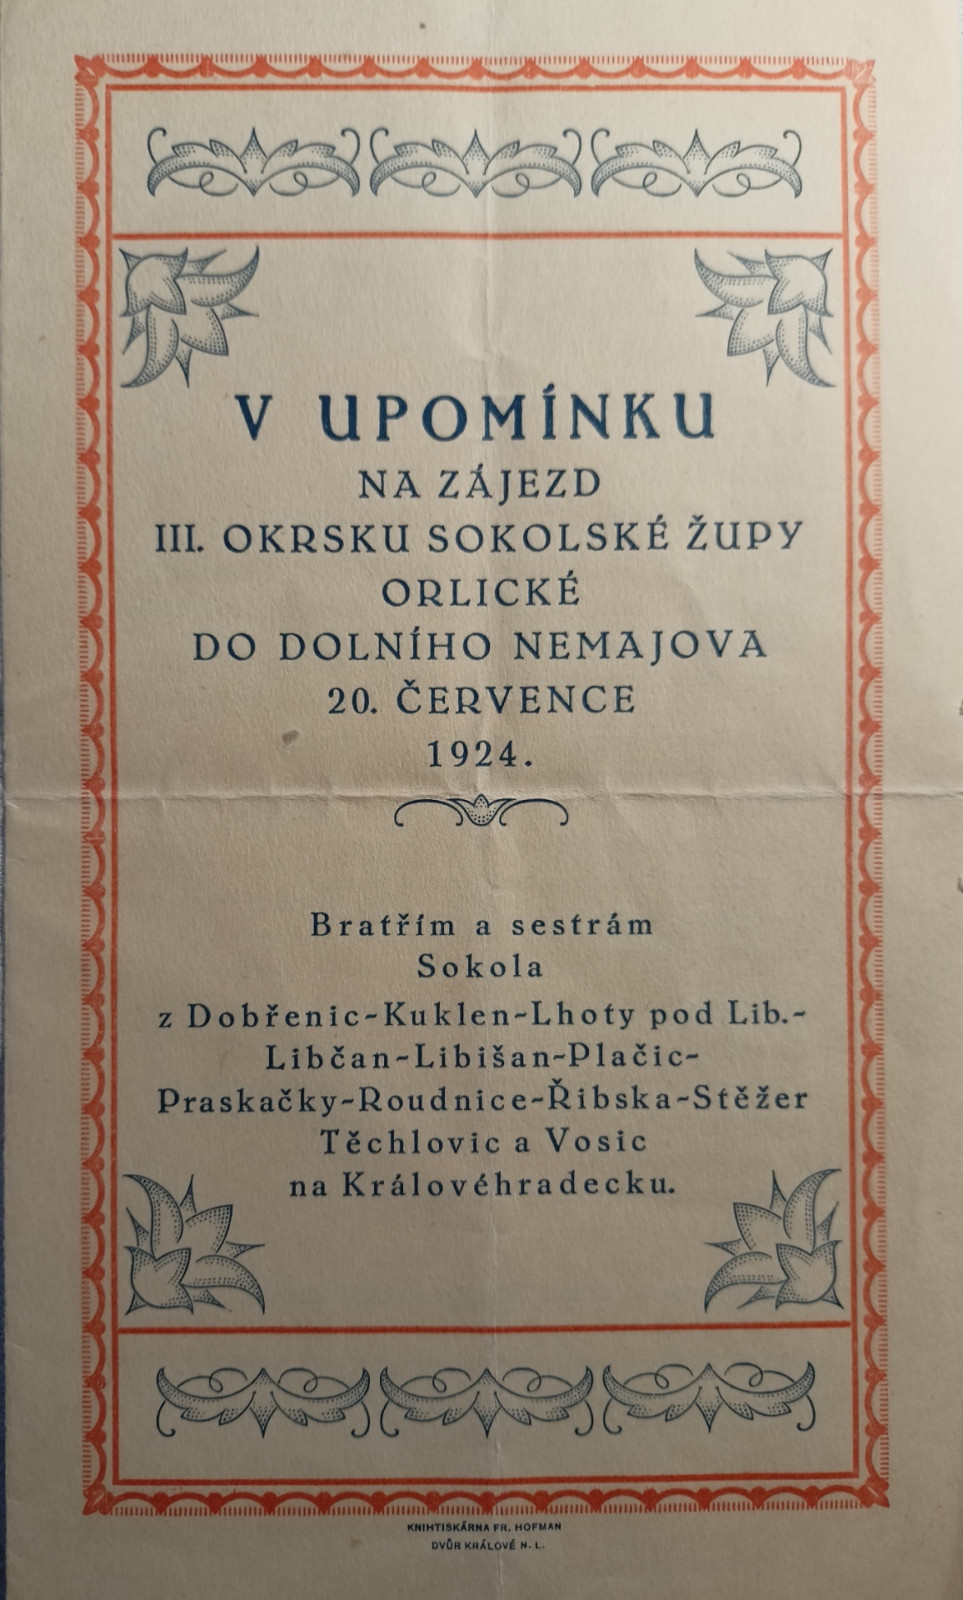 V UPOMÍNKU
NA ZÁJEZD
III. OKRSKU SOKOLSKÉ ŽUPY
ORLICKÉ
DO DOLNÍHO NEMAJOVA
20. ČERVENCE
1924.
Bratřím a sestrám
Sokola
z Dobřenic-Kuklen-Lhoty pod Lib.-
Libčan-Libišan-Plačic-
Praskačky-Roudnice-Řibska-Stěžer
Těchlovic a Vosic
na Královéhradecku.
KNIHTISKÁRNA FR. HOFMAN
DVŮR KRÁLOVÉ N. L.